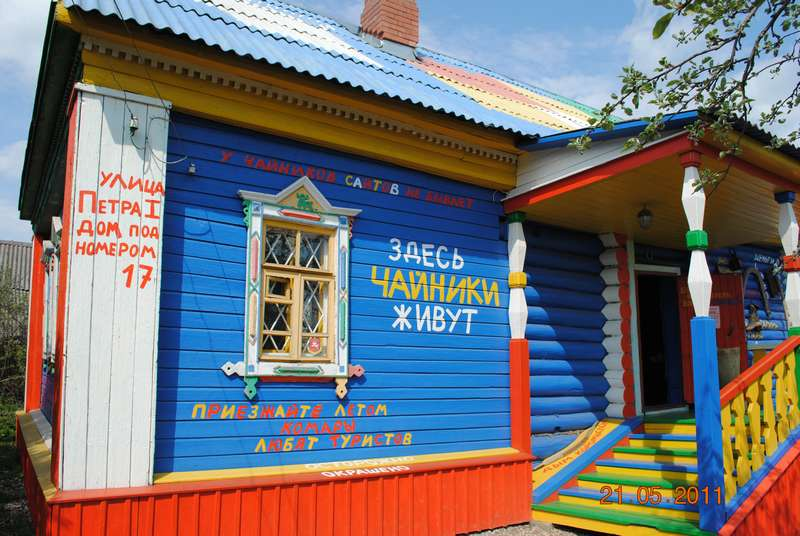 У ЧАЙНИКОВ САЙТОВ НЕ БЫВАЕТ
УЛИЦА
ПЕТРА I
ДОМ ПОД
НОМЕРОМ
17
ЗДЕСЬ
ЧАЙНИКИ
ЖИВУТ
ПРИЕЗЖАЙТЕ ЛЕТОМ
КОМАРЫ
ЛЮБЯТ ТУРИСТОВ
ОСТОРОЖНО
ОКРАШЕНО
21.05.2011